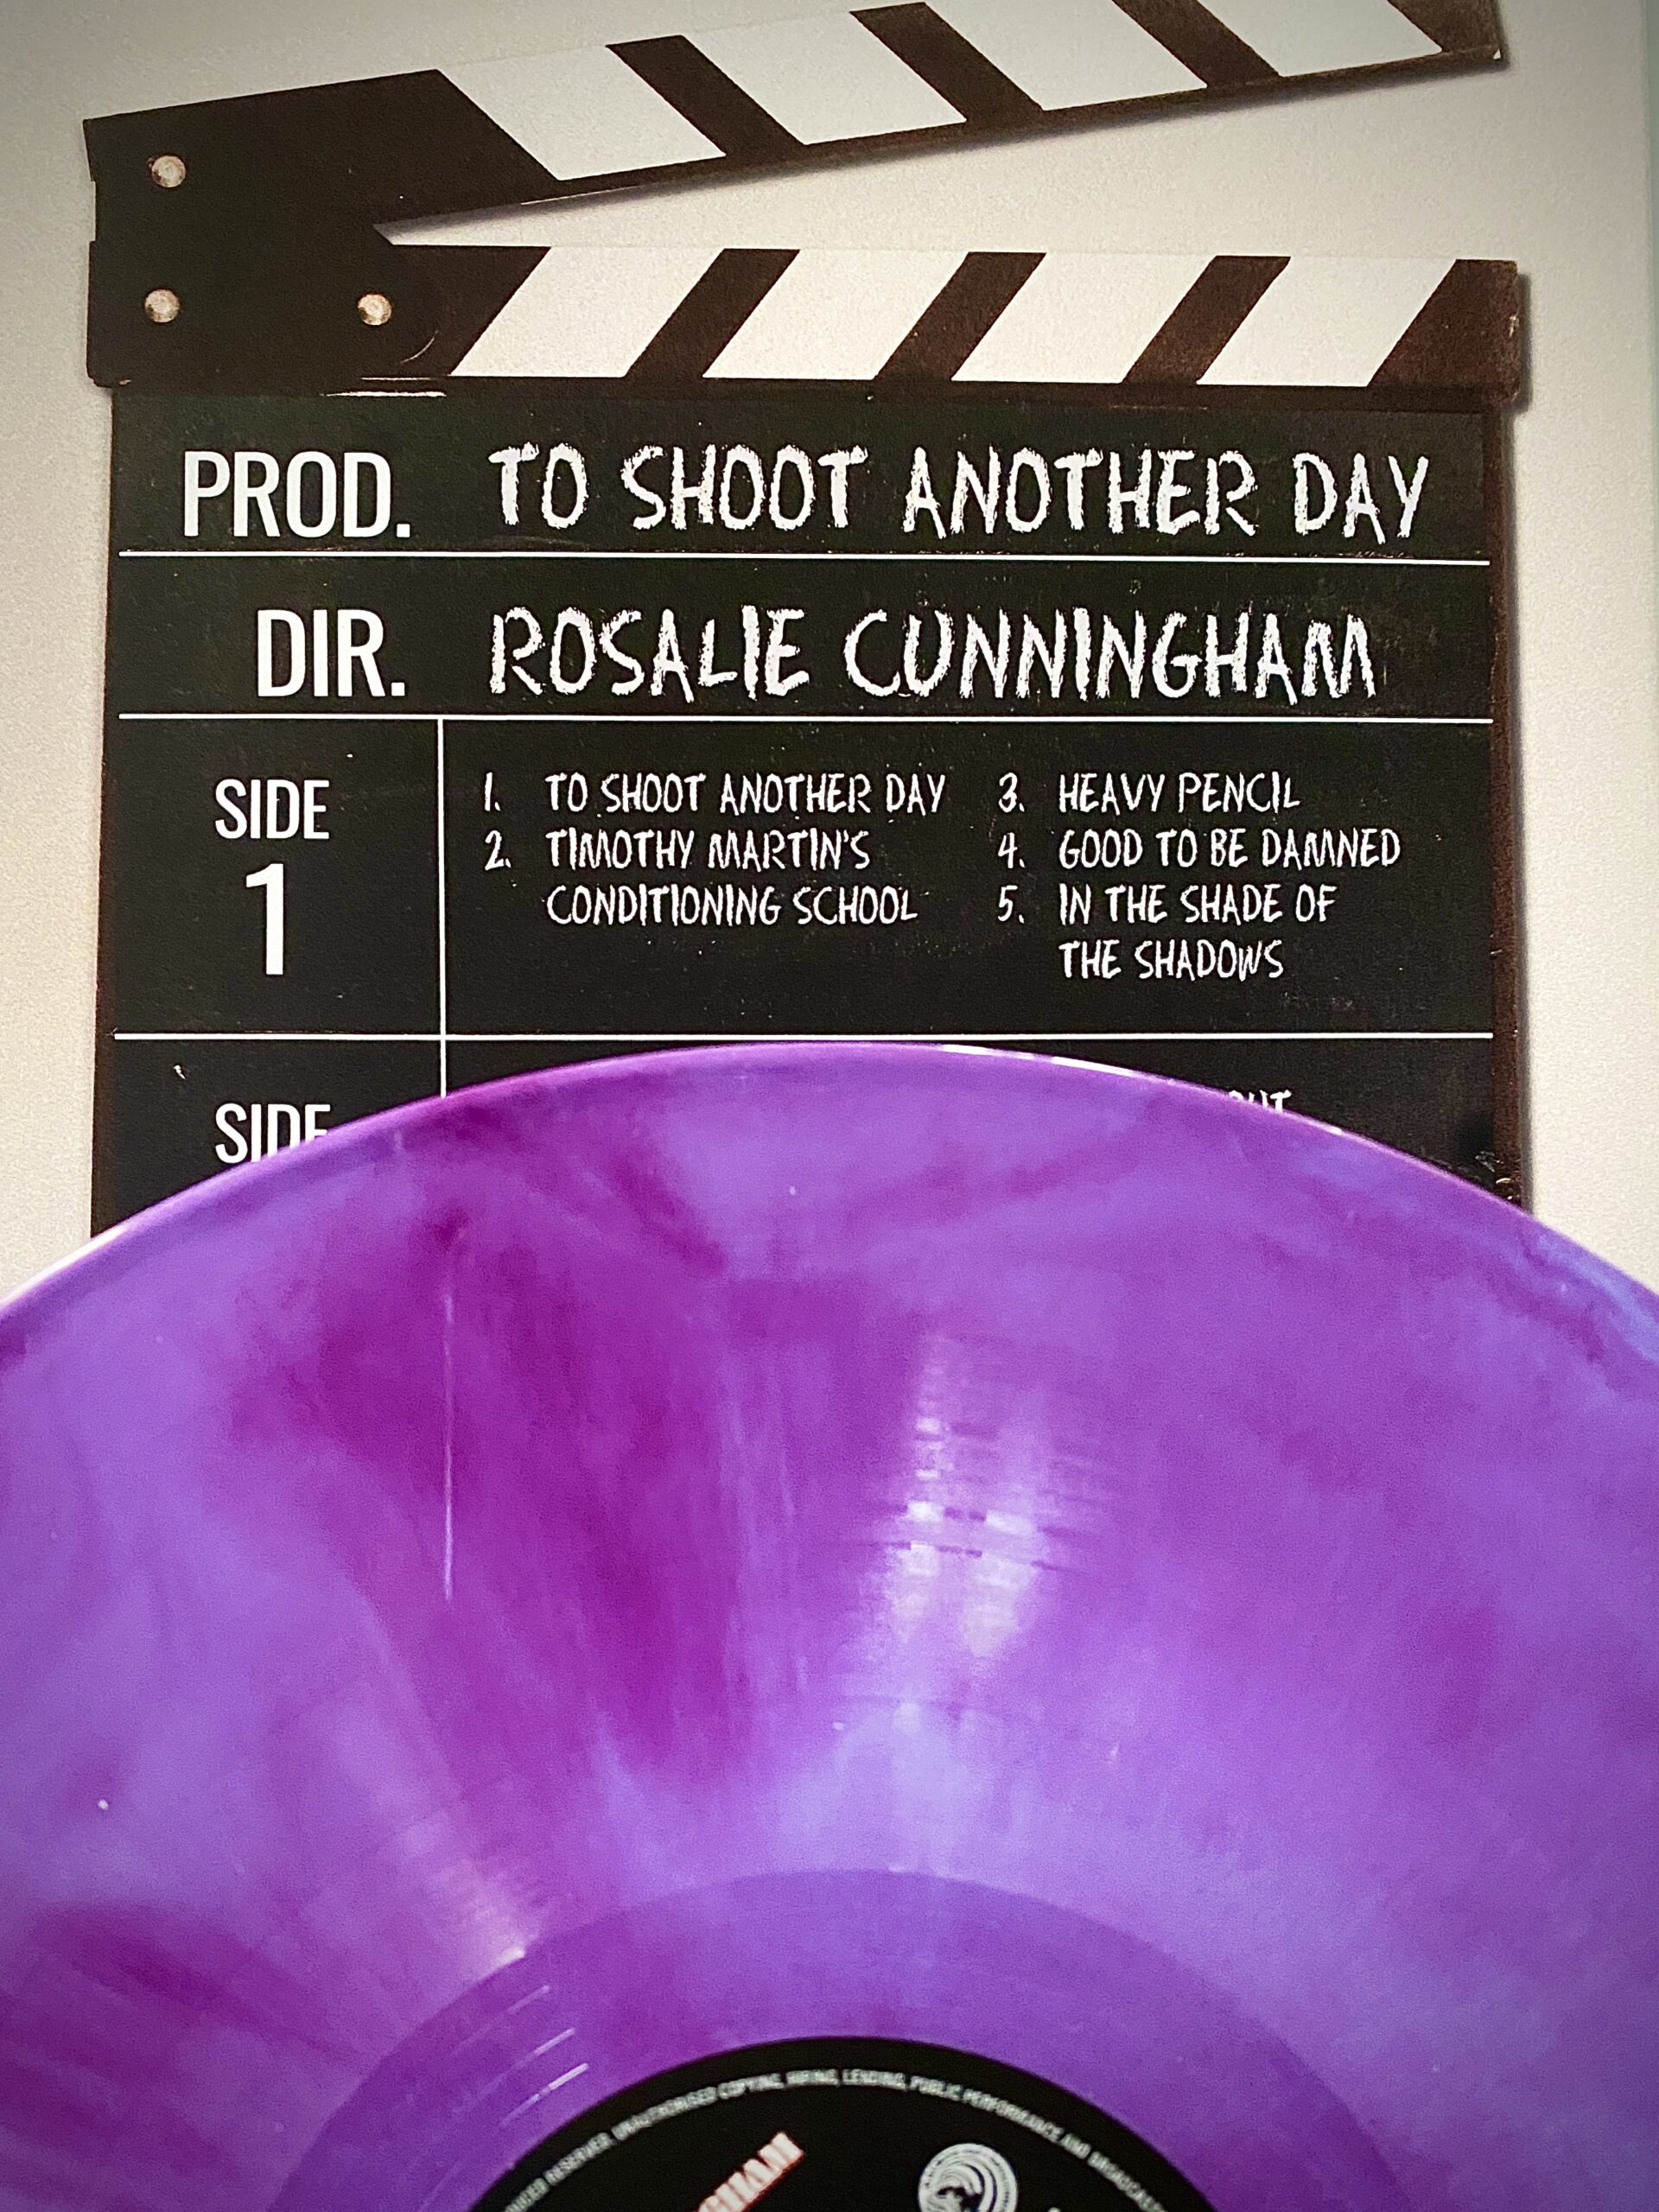 PROD. TO SHOOT ANOTHER DAY
DIR. ROSALIE CUNNINGHAM
SIDE
1
1. TO SHOOT ANOTHER DAY
2. TIMOTHY MARTIN'S
CONDITIONING SCHOOL
3. HEAVY PENCIL
4. GOOD TO BE DAMNED
5. IN THE SHADE OF
THE SHADOWS
SIDE
RESERVED, UNAUTHORISED COPYING, HIRING, LENDING, PUBLIC PERFORMANCE AND